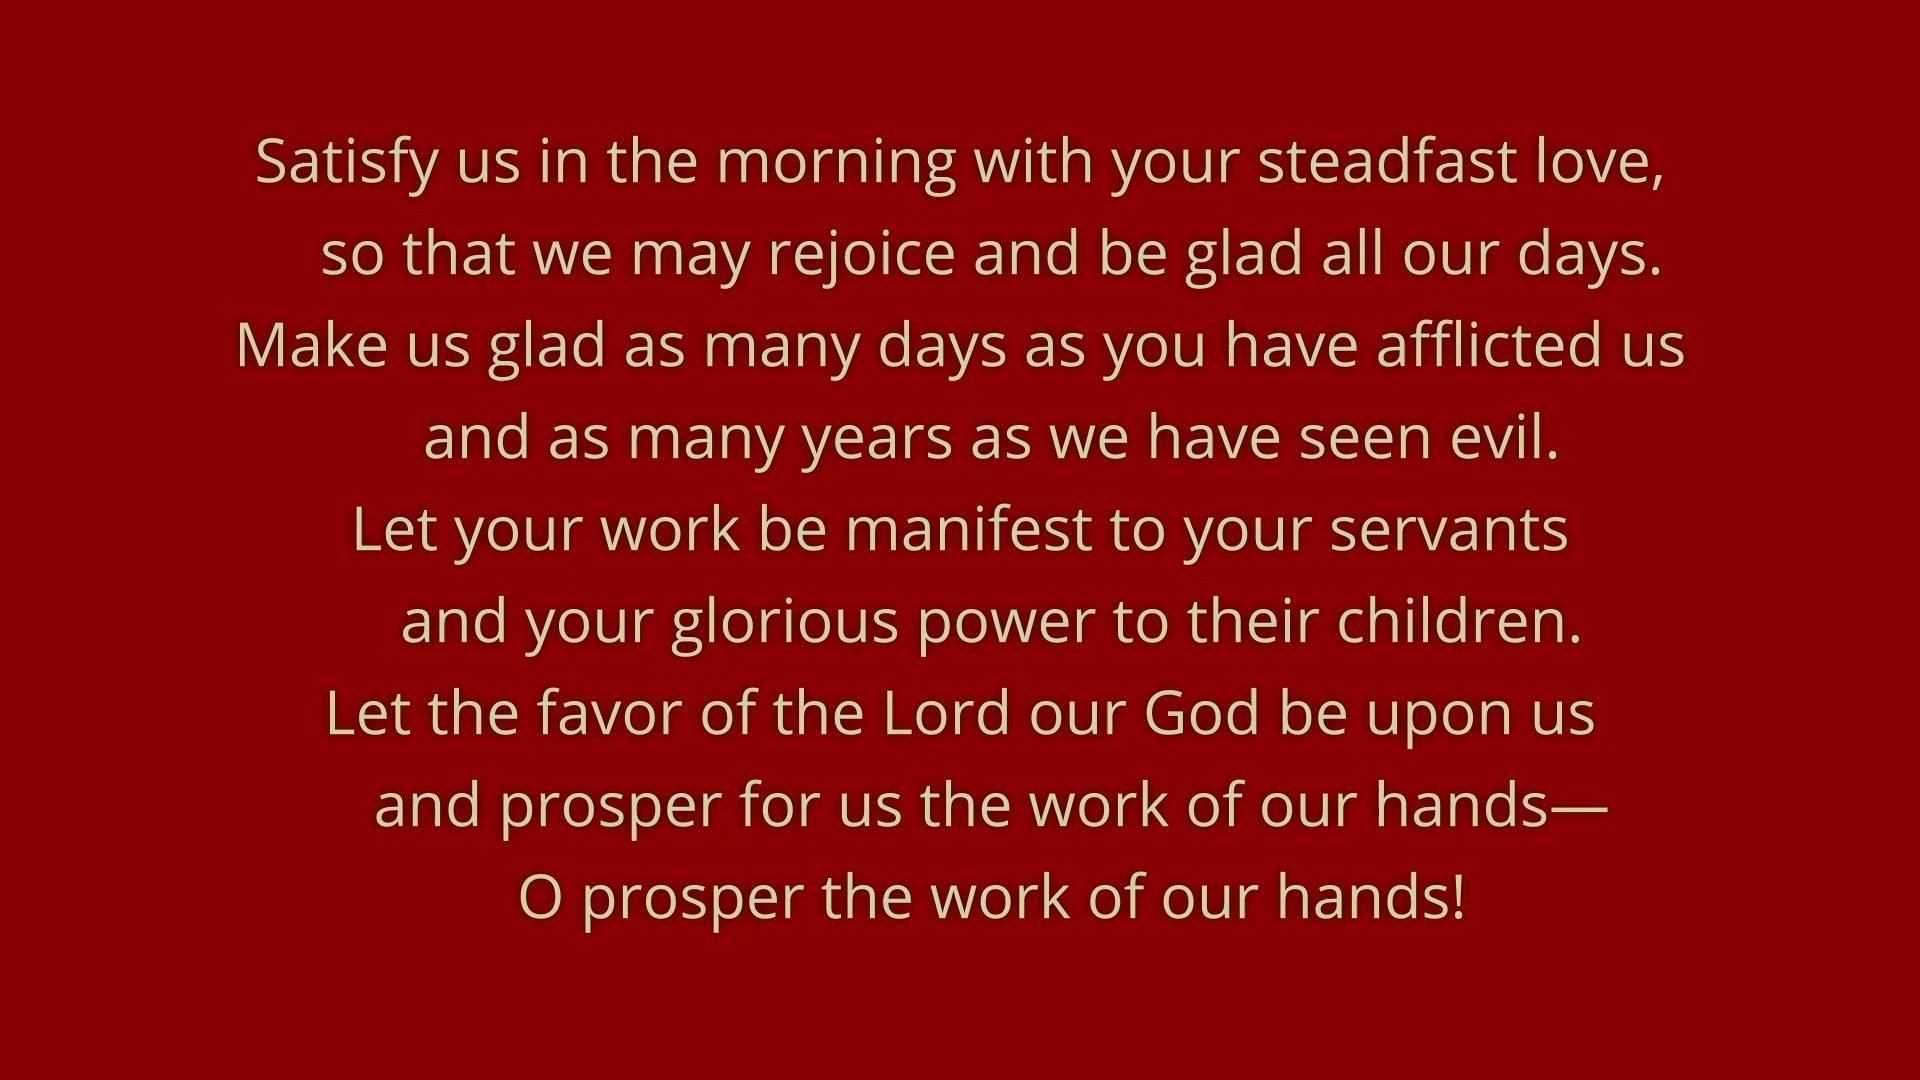 Satisfy us in the morning with your steadfast love,
so that we may rejoice and be glad all our days.
Make us glad as many days as you have afflicted us
and as many years as we have seen evil.
Let your work be manifest to your servants
and your glorious power to their children.
Let the favor of the Lord our God be upon us
and prosper for us the work of our hands—
O prosper the work of our hands!